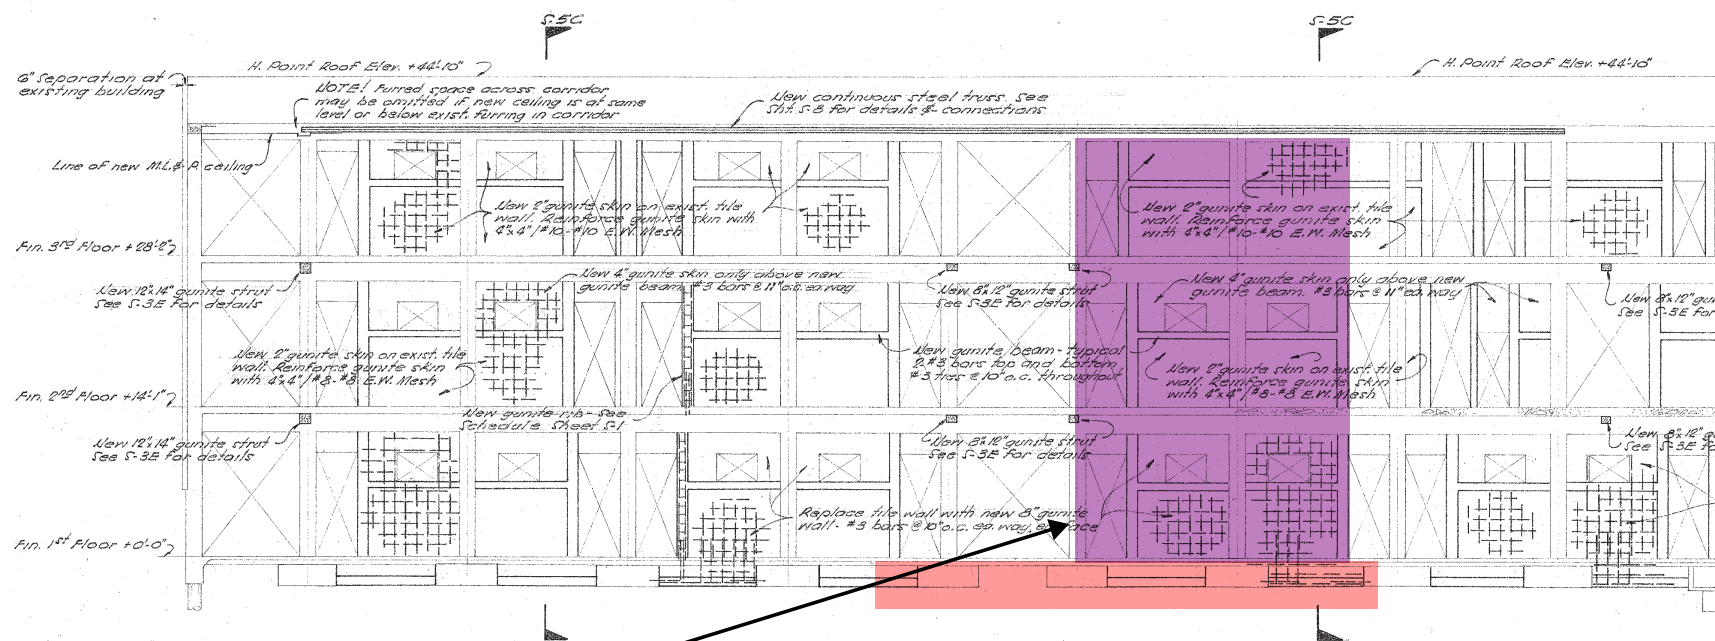 S-5C
S-5C
6" Separation at
existing building
H. Point Roof Elev. +44'-10"
H. Point Roof Elev. +44'-10"
NOTE! Furred space across corridor
may be omitted if new ceiling is at same
level or below exist. furring in corridor
New continuous steel truss. See
Sht. S-8 for details & connections
Line of new M.L.& P. ceiling
New 2" gunite skin on exist. tile
wall. Reinforce gunite skin with
4"x4"/#10-#10 E.W. Mesh
New 2" gunite skin on exist. tile
wall. Reinforce gunite skin
with 4"x4"/#10-#10 E.W. Mesh
Fin. 3rd Floor +28'-2"
New 12"x14" gunite strut
See S-3E for details
New 4" gunite skin only above new
gunite beam. #3 bars @ 11" o.c. ea. way
New 8"x12" gunite strut
See S-3E for details
New 4" gunite skin only above new
gunite beam. #3 bars @ 11" ea. way
New 8"x12" gun
See S-3E for
New 2" gunite skin on exist. tile
wall. Reinforce gunite skin
with 4"x4"/#8-#8 E.W. Mesh
New gunite beam - typical
2-#3 bars top and bottom
#3 ties @ 10" o.c. throughout
New 2" gunite skin on exist. tile
wall. Reinforce gunite skin
with 4"x4"/#8-#8 E.W. Mesh
Fin. 2nd Floor +14'-1"
New gunite rib - See
Schedule Sheet S-1
New 12"x14" gunite strut
See S-3E for details
New 8"x12" gunite strut
See S-3E for details
New 8"x12" gu
See S-3E fo
Replace tile wall with new 8" gunite
wall - #3 bars @ 10" o.c. ea. way, ea. face
Fin. 1st Floor +0'-0"